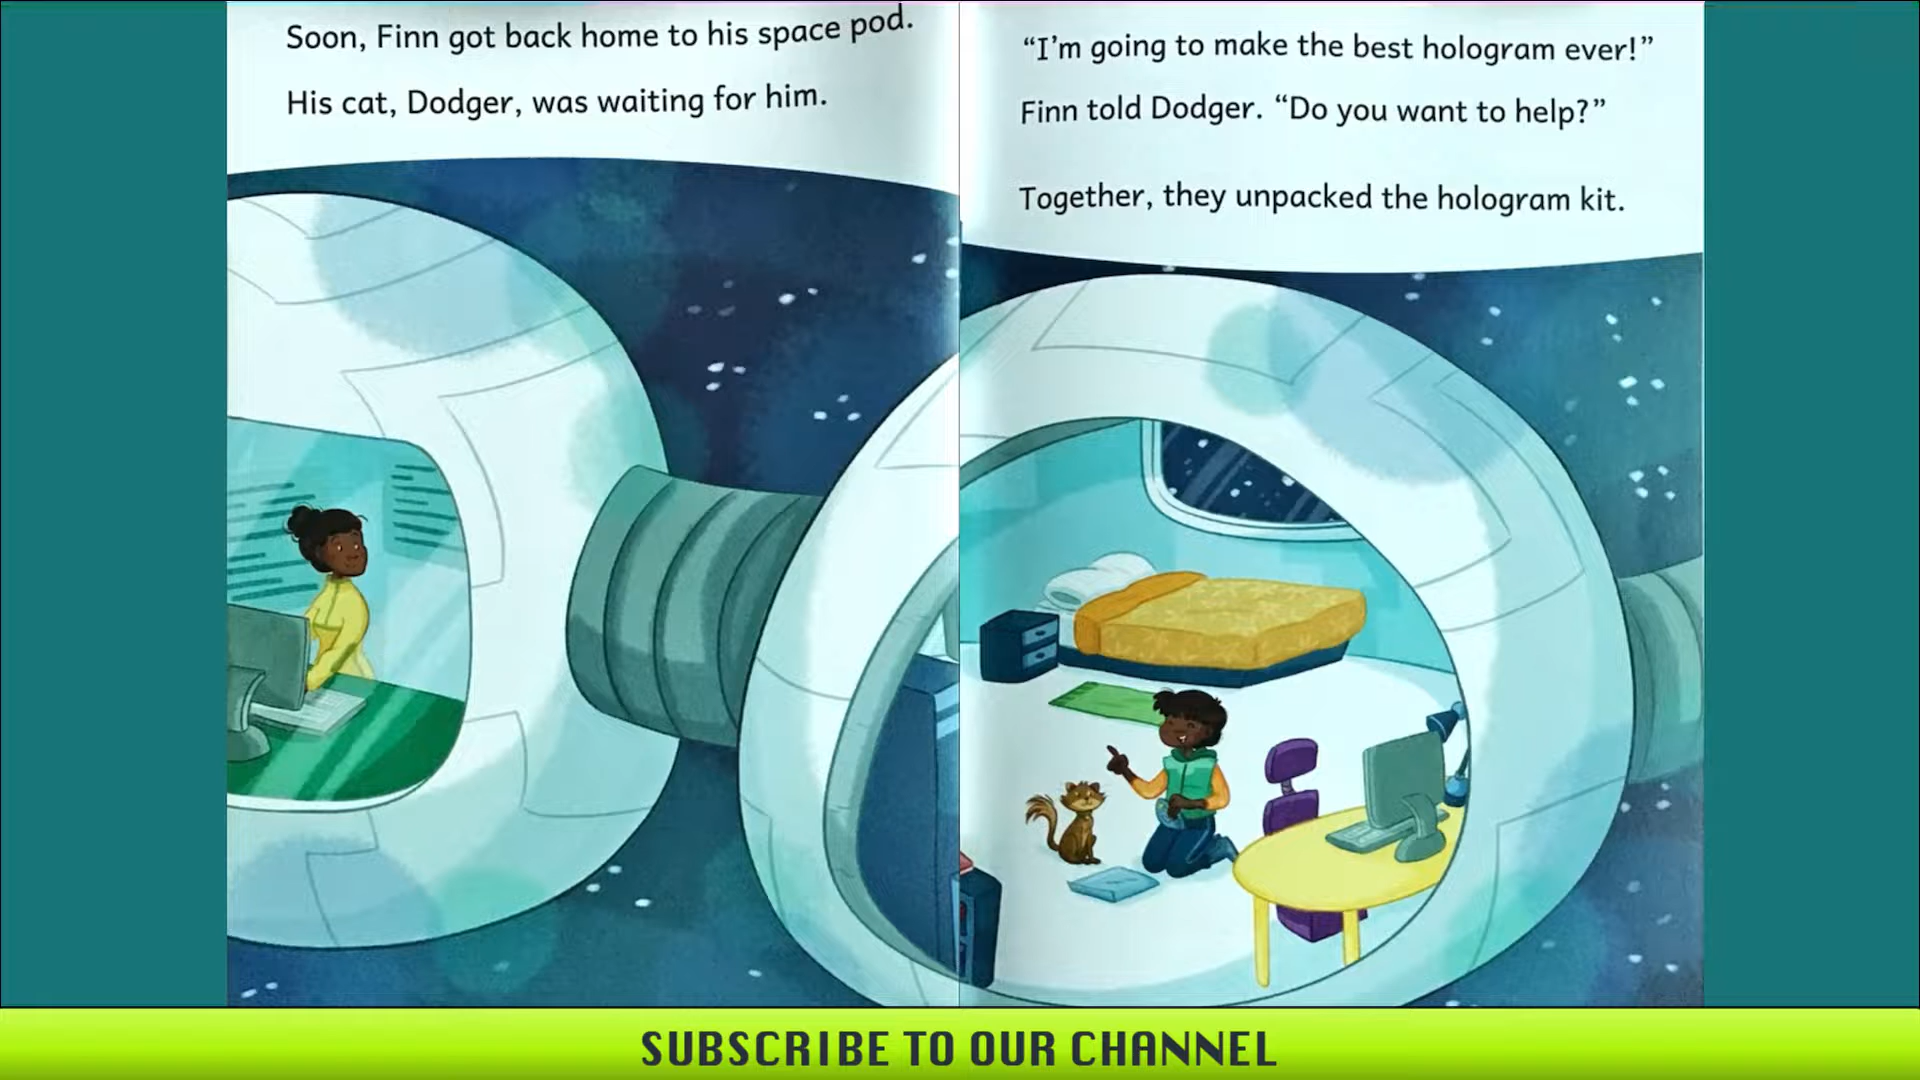 Soon, Finn got back home to his space pod.
His cat, Dodger, was waiting for him.
“I’m going to make the best hologram ever!”
Finn told Dodger. “Do you want to help?”
Together, they unpacked the hologram kit.
SUBSCRIBE TO OUR CHANNEL